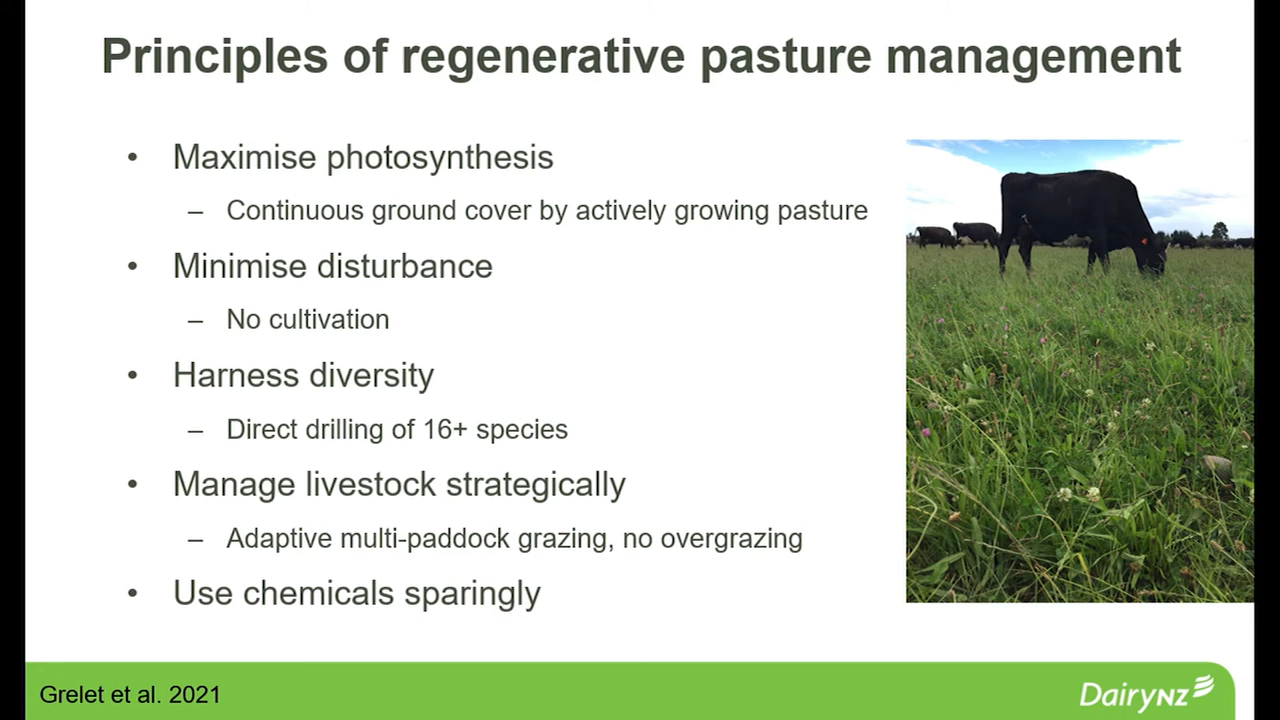 Principles of regenerative pasture management
• Maximise photosynthesis
– Continuous ground cover by actively growing pasture
• Minimise disturbance
– No cultivation
• Harness diversity
– Direct drilling of 16+ species
• Manage livestock strategically
– Adaptive multi-paddock grazing, no overgrazing
• Use chemicals sparingly
Grelet et al. 2021
DairyNZ